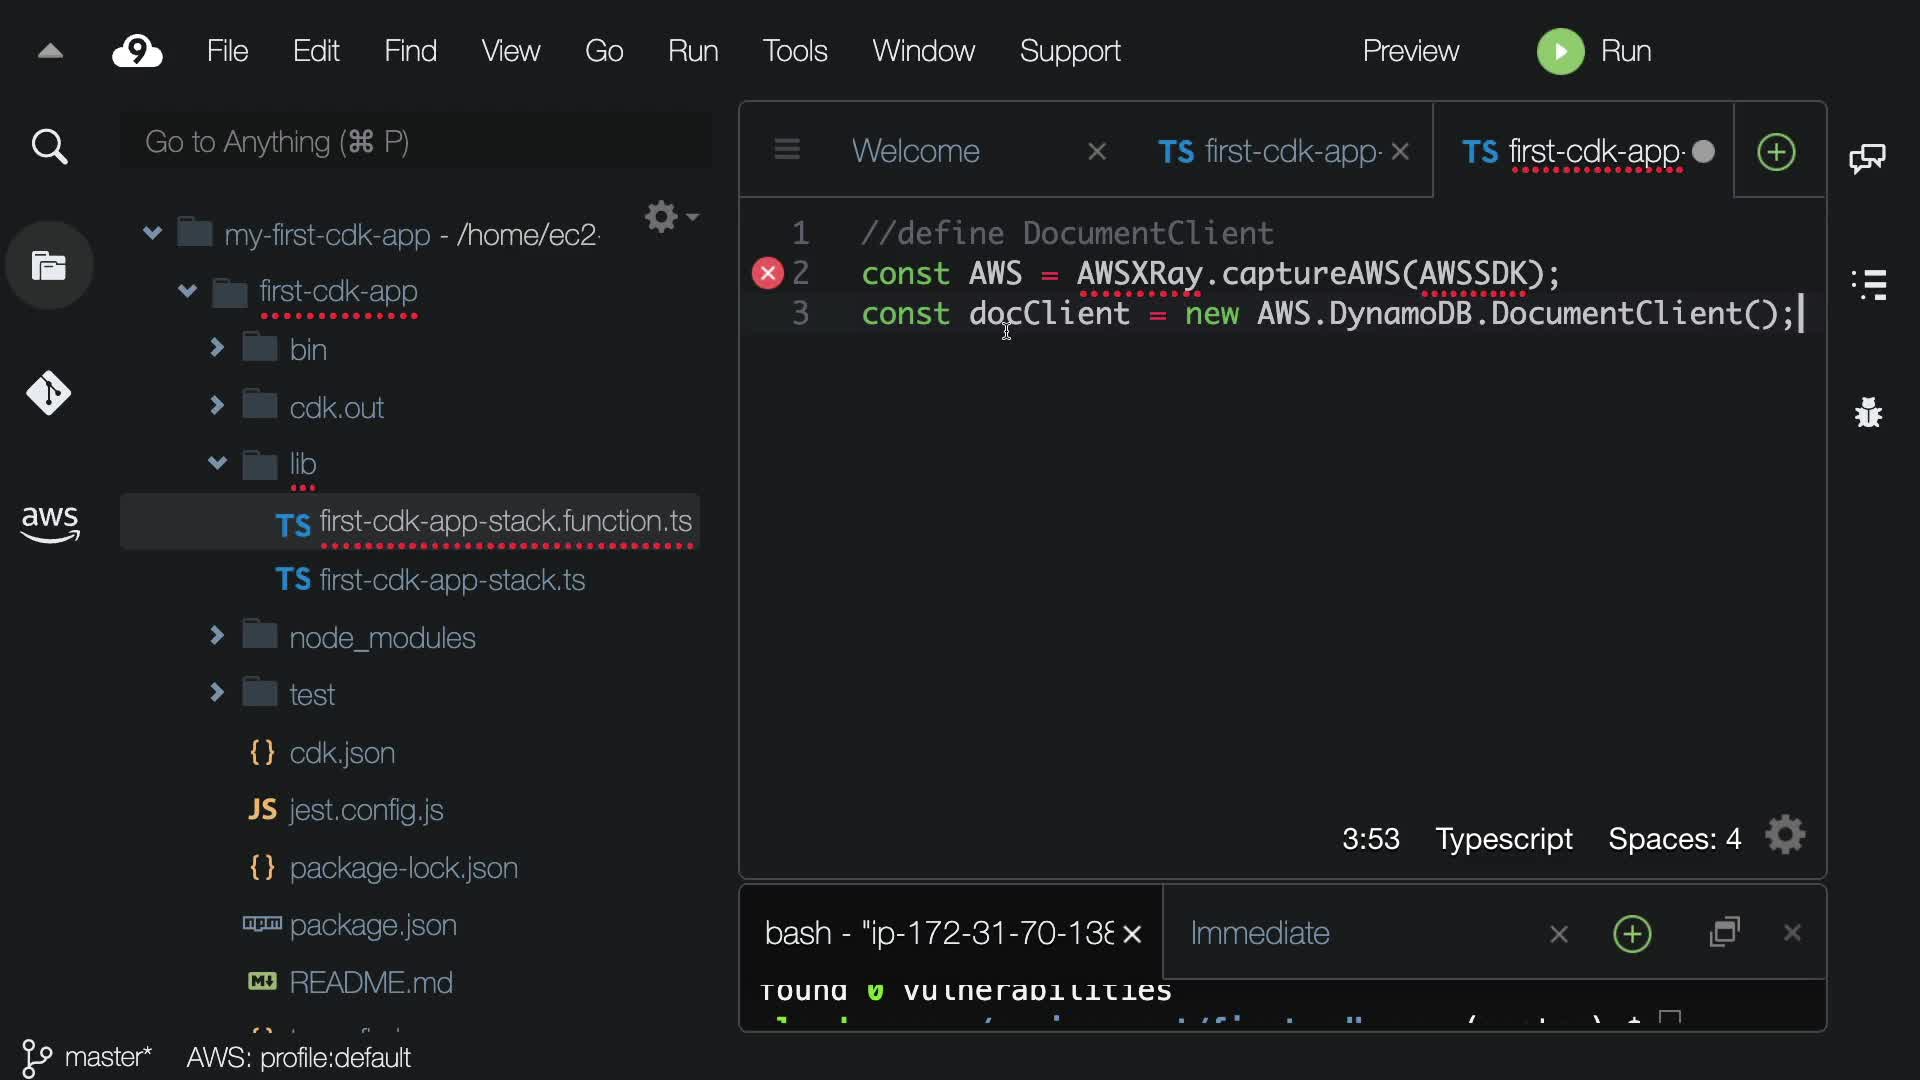 9 File Edit Find View Go Run Tools Window Support Preview Run
Go to Anything (⌘ P)
Welcome
TS first-cdk-app-
TS first-cdk-app-
my-first-cdk-app - /home/ec2-
first-cdk-app
bin
cdk.out
lib
TS first-cdk-app-stack.function.ts
TS first-cdk-app-stack.ts
node_modules
test
{} cdk.json
JS jest.config.js
{} package-lock.json
npm package.json
M↓ README.md
aws
1 //define DocumentClient
2 const AWS = AWSXRay.captureAWS(AWSSDK);
3 const docClient = new AWS.DynamoDB.DocumentClient();
3:53 Typescript Spaces: 4
bash - "ip-172-31-70-138
Immediate
found 0 vulnerabilities
master* AWS: profile:default